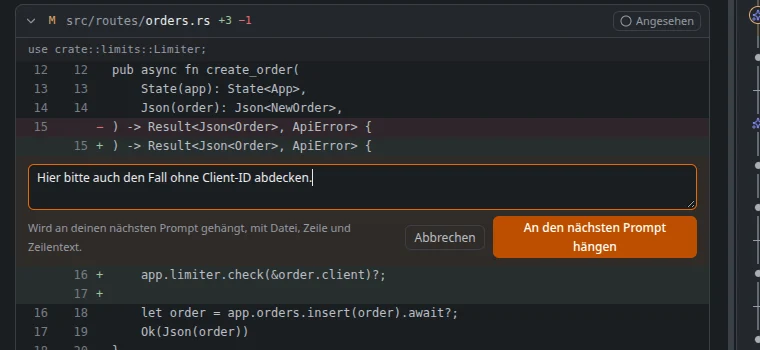 M src/routes/orders.rs +3 −1 Angesehen
use crate::limits::Limiter;
12 12 pub async fn create_order(
13 13 State(app): State<App>,
14 14 Json(order): Json<NewOrder>,
15 − ) -> Result<Json<Order>, ApiError> {
15 + ) -> Result<Json<Order>, ApiError> {
Hier bitte auch den Fall ohne Client-ID abdecken.
Wird an deinen nächsten Prompt gehängt, mit Datei, Zeile und
Zeilentext.
Abbrechen
An den nächsten Prompt
hängen
16 + app.limiter.check(&order.client)?;
17 +
16 18 let order = app.orders.insert(order).await?;
17 19 Ok(Json(order))
18 20 }